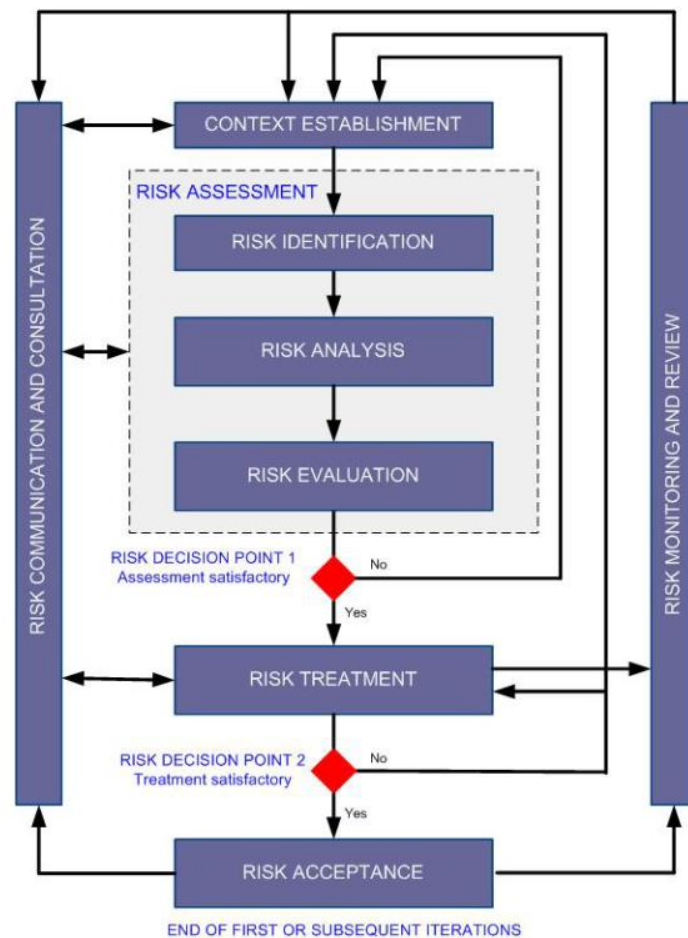 CONTEXT ESTABLISHMENT
RISK ASSESSMENT
RISK IDENTIFICATION
RISK ANALYSIS
RISK EVALUATION
RISK DECISION POINT 1
Assessment satisfactory
No
Yes
RISK TREATMENT
RISK DECISION POINT 2
Treatment satisfactory
No
Yes
RISK ACCEPTANCE
END OF FIRST OR SUBSEQUENT ITERATIONS
RISK COMMUNICATION AND CONSULTATION
RISK MONITORING AND REVIEW